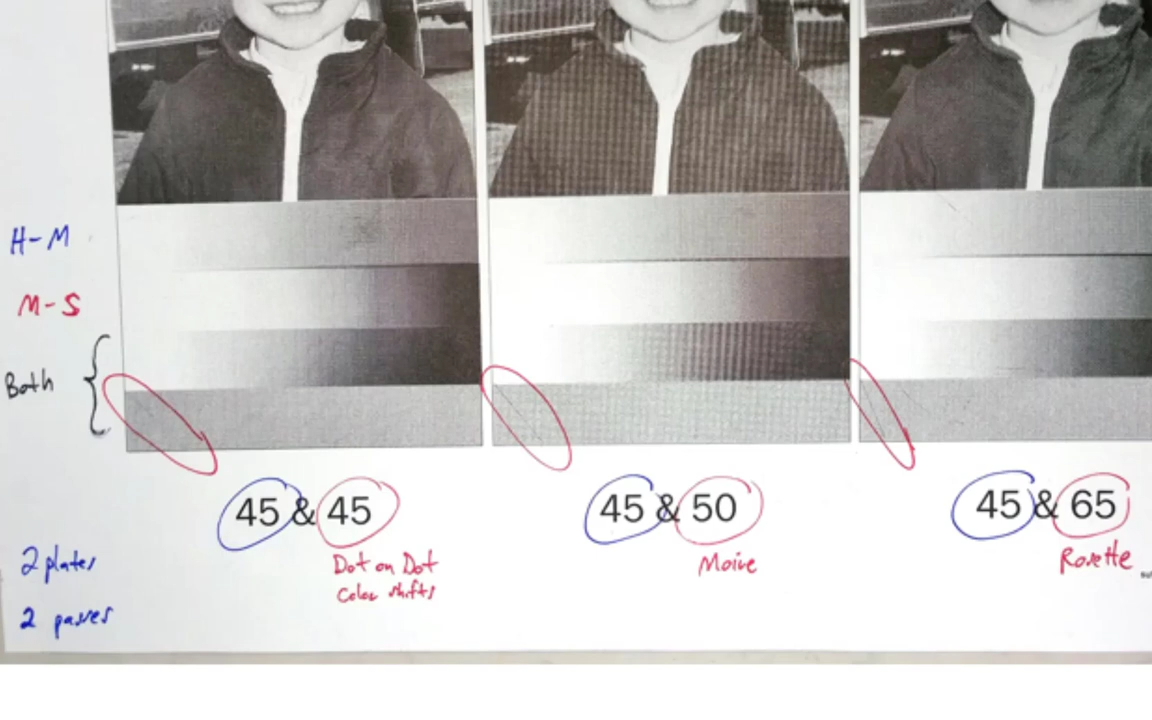 H-M
M-S
Both
45 & 45
45 & 50
45 & 65
Dot on Dot
Color shifts
Moire
Rosette
2 plates
2 passes